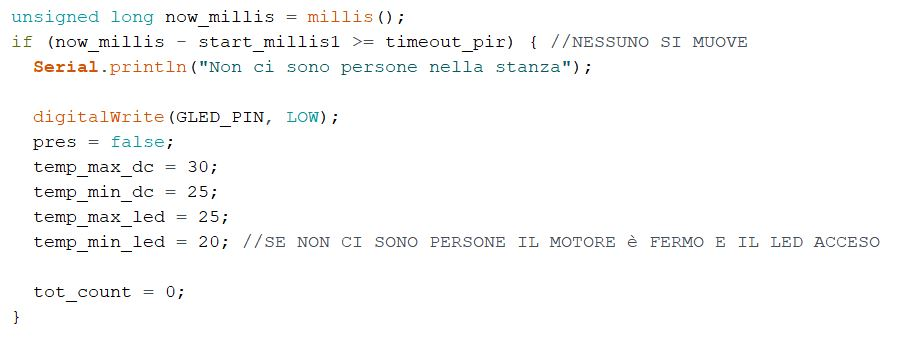 unsigned long now_millis = millis();
if (now_millis - start_millis1 >= timeout_pir) { //NESSUNO SI MUOVE
  Serial.println("Non ci sono persone nella stanza");

  digitalWrite(GLED_PIN, LOW);
  pres = false;
  temp_max_dc = 30;
  temp_min_dc = 25;
  temp_max_led = 25;
  temp_min_led = 20; //SE NON CI SONO PERSONE IL MOTORE è FERMO E IL LED ACCESO

  tot_count = 0;
}